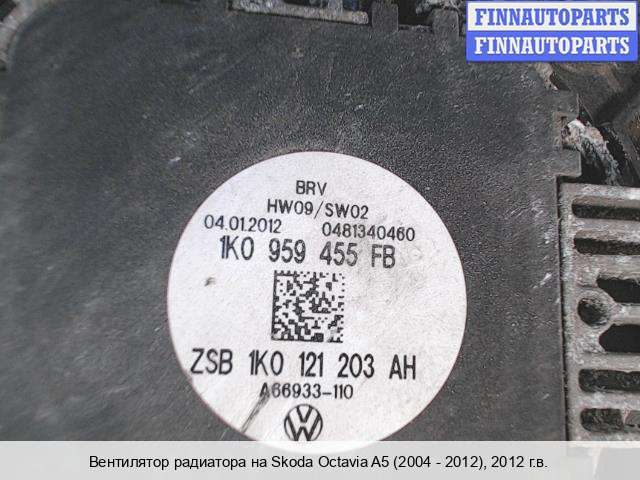 FINNAUTOPARTS
FINNAUTOPARTS
BRV
HW09/SW02
04.01.2012 0481340460
1K0 959 455 FB
ZSB 1K0 121 203 AH
A66933-110
Вентилятор радиатора на Skoda Octavia A5 (2004 - 2012), 2012 г.в.